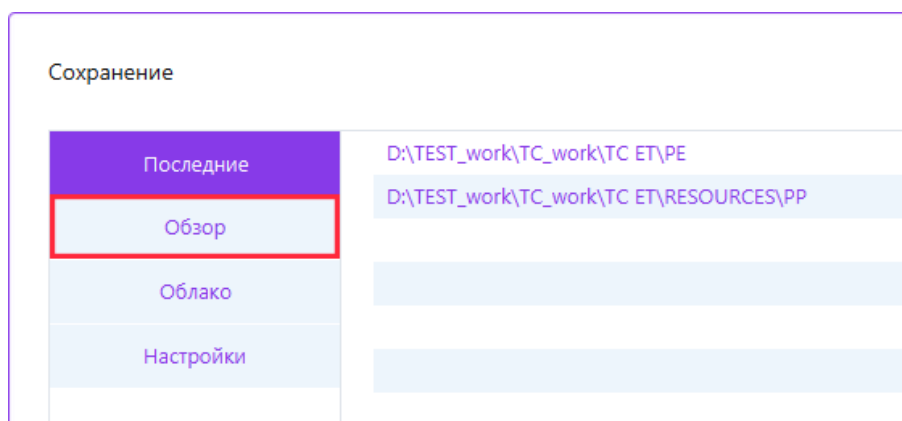 Сохранение
Последние
Обзор
Облако
Настройки
D:\TEST_work\TC_work\TC ET\PE
D:\TEST_work\TC_work\TC ET\RESOURCES\PP